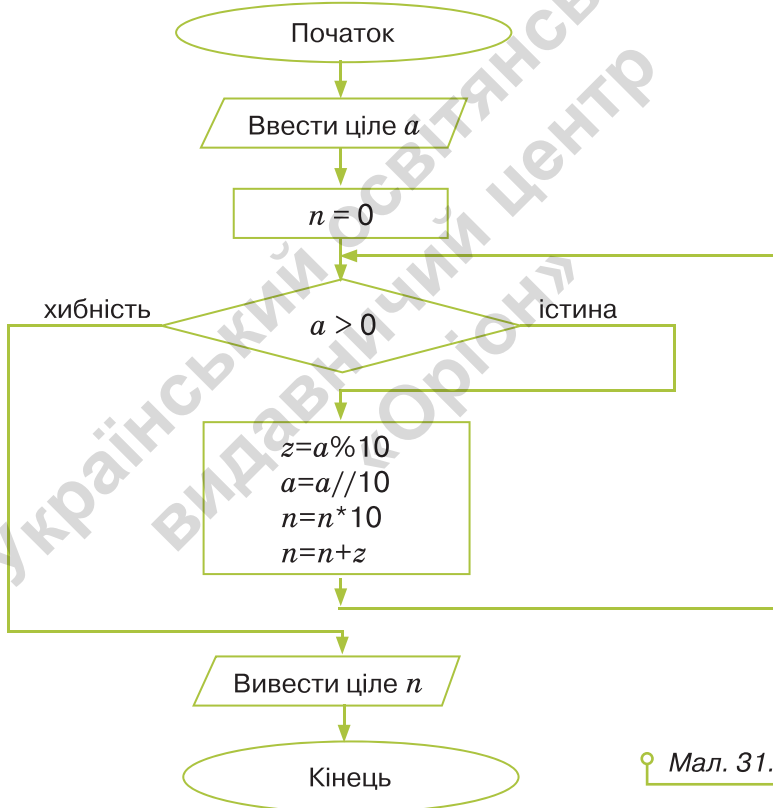 Початок
Ввести ціле a
n = 0
хибність
a > 0
істина
z=a%10
a=a//10
n=n*10
n=n+z
Вивести ціле n
Кінець
Мал. 31.
Український освітянсь
видавничий центр
«Оріон»